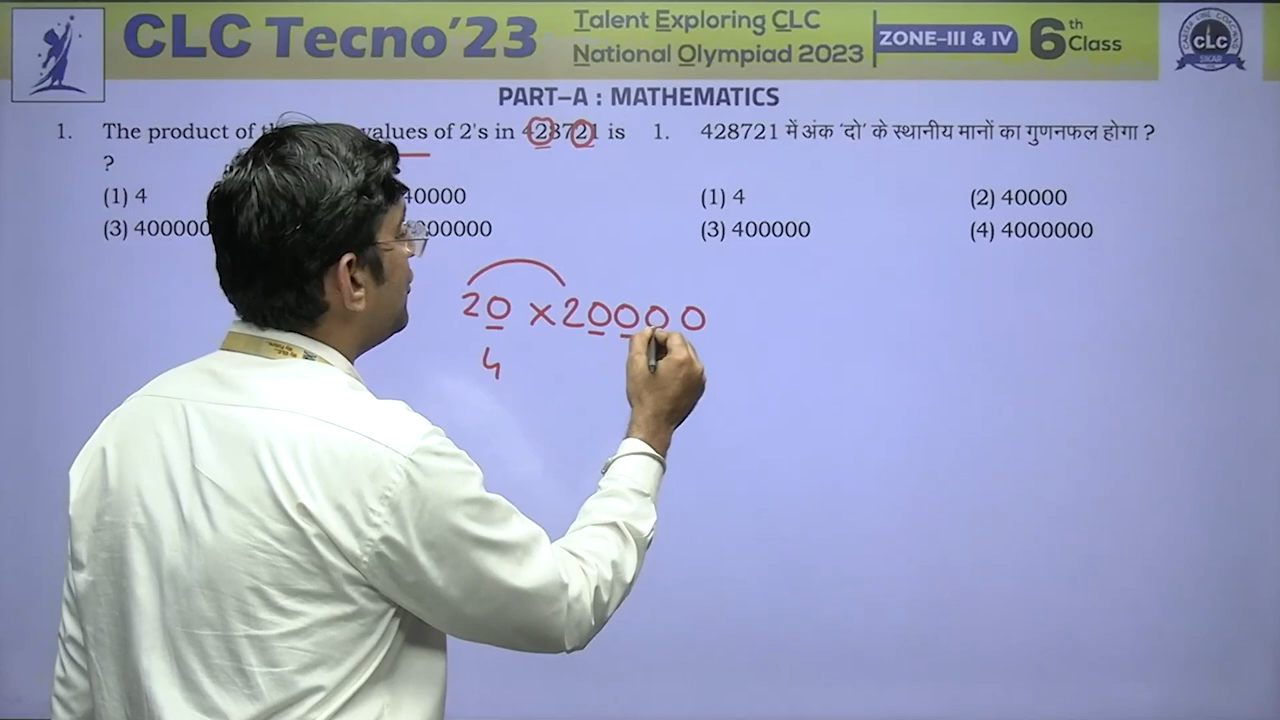 CLC Tecno'23
Talent Exploring CLC
National Olympiad 2023
ZONE–III & IV
6th Class
CLC
SIKAR
PART–A : MATHEMATICS
1. The product of values of 2's in 428721 is
?
(1) 4 40000
(3) 400000 000000
1. 428721 में अंक 'दो' के स्थानीय मानों का गुणनफल होगा ?
(1) 4 (2) 40000
(3) 400000 (4) 4000000
20 × 20000
4